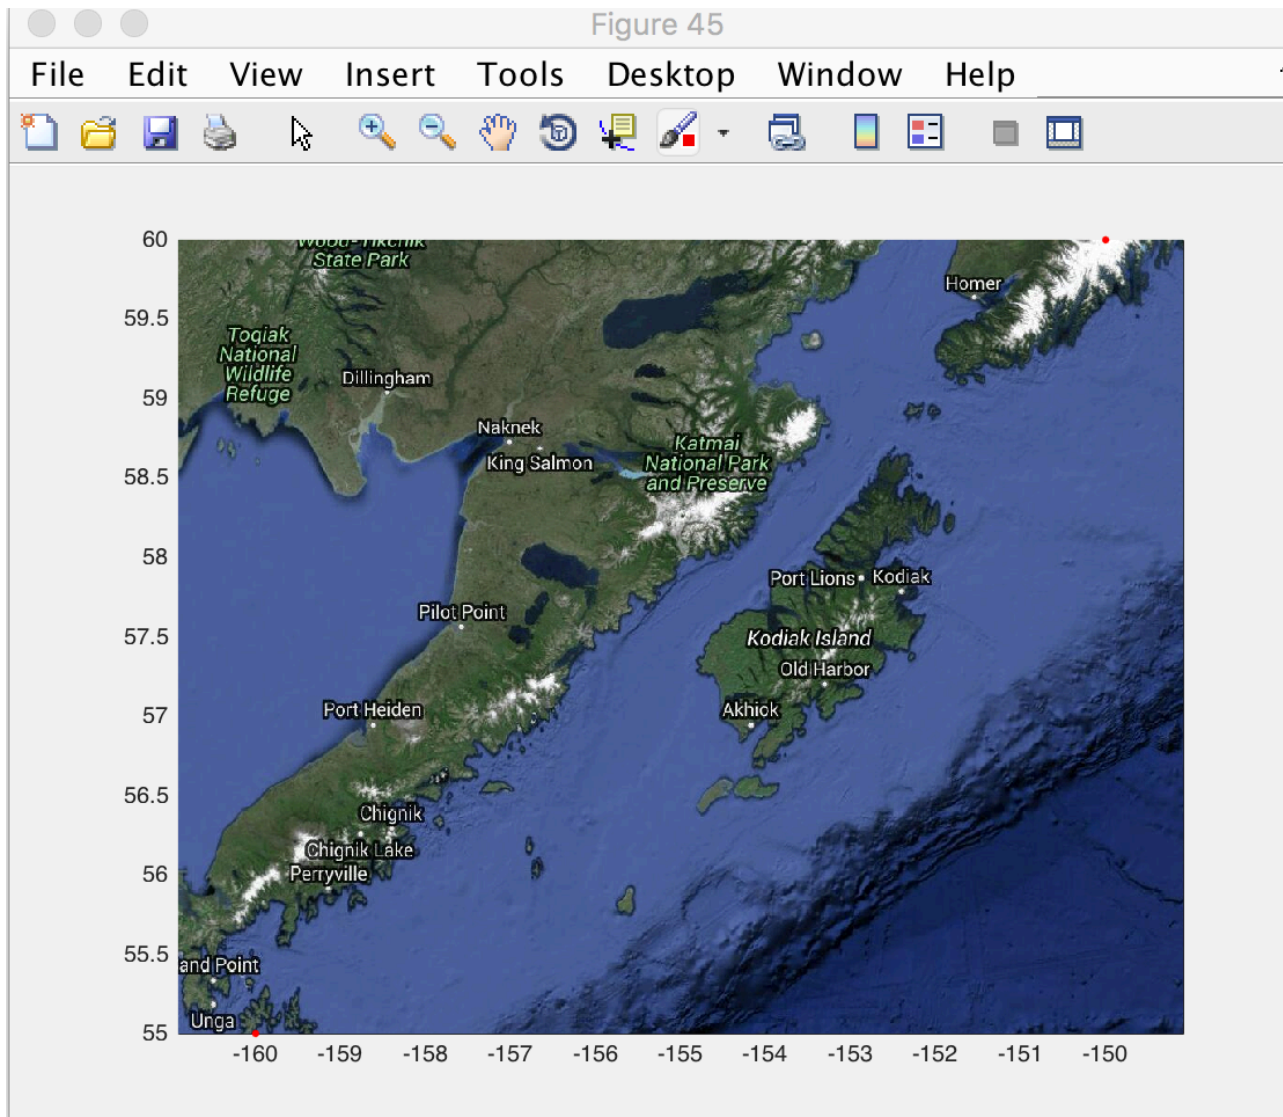 Figure 45
File Edit View Insert Tools Desktop Window Help
60
59.5
59
58.5
58
57.5
57
56.5
56
55.5
55
Wood-Tikchik
State Park
Homer
Togiak
National
Wildlife
Refuge
Dillingham
Naknek
King Salmon
Katmai
National Park
and Preserve
Port Lions
Kodiak
Pilot Point
Kodiak Island
Old Harbor
Port Heiden
Akhiok
Chignik
Chignik Lake
Perryville
and Point
Unga
-160 -159 -158 -157 -156 -155 -154 -153 -152 -151 -150